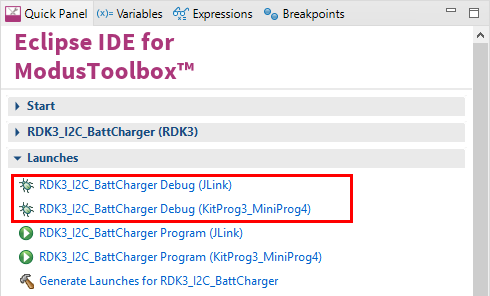 Quick Panel (x)= Variables Expressions Breakpoints
Eclipse IDE for
ModusToolbox™
Start
RDK3_I2C_BattCharger (RDK3)
Launches
RDK3_I2C_BattCharger Debug (JLink)
RDK3_I2C_BattCharger Debug (KitProg3_MiniProg4)
RDK3_I2C_BattCharger Program (JLink)
RDK3_I2C_BattCharger Program (KitProg3_MiniProg4)
Generate Launches for RDK3_I2C_BattCharger